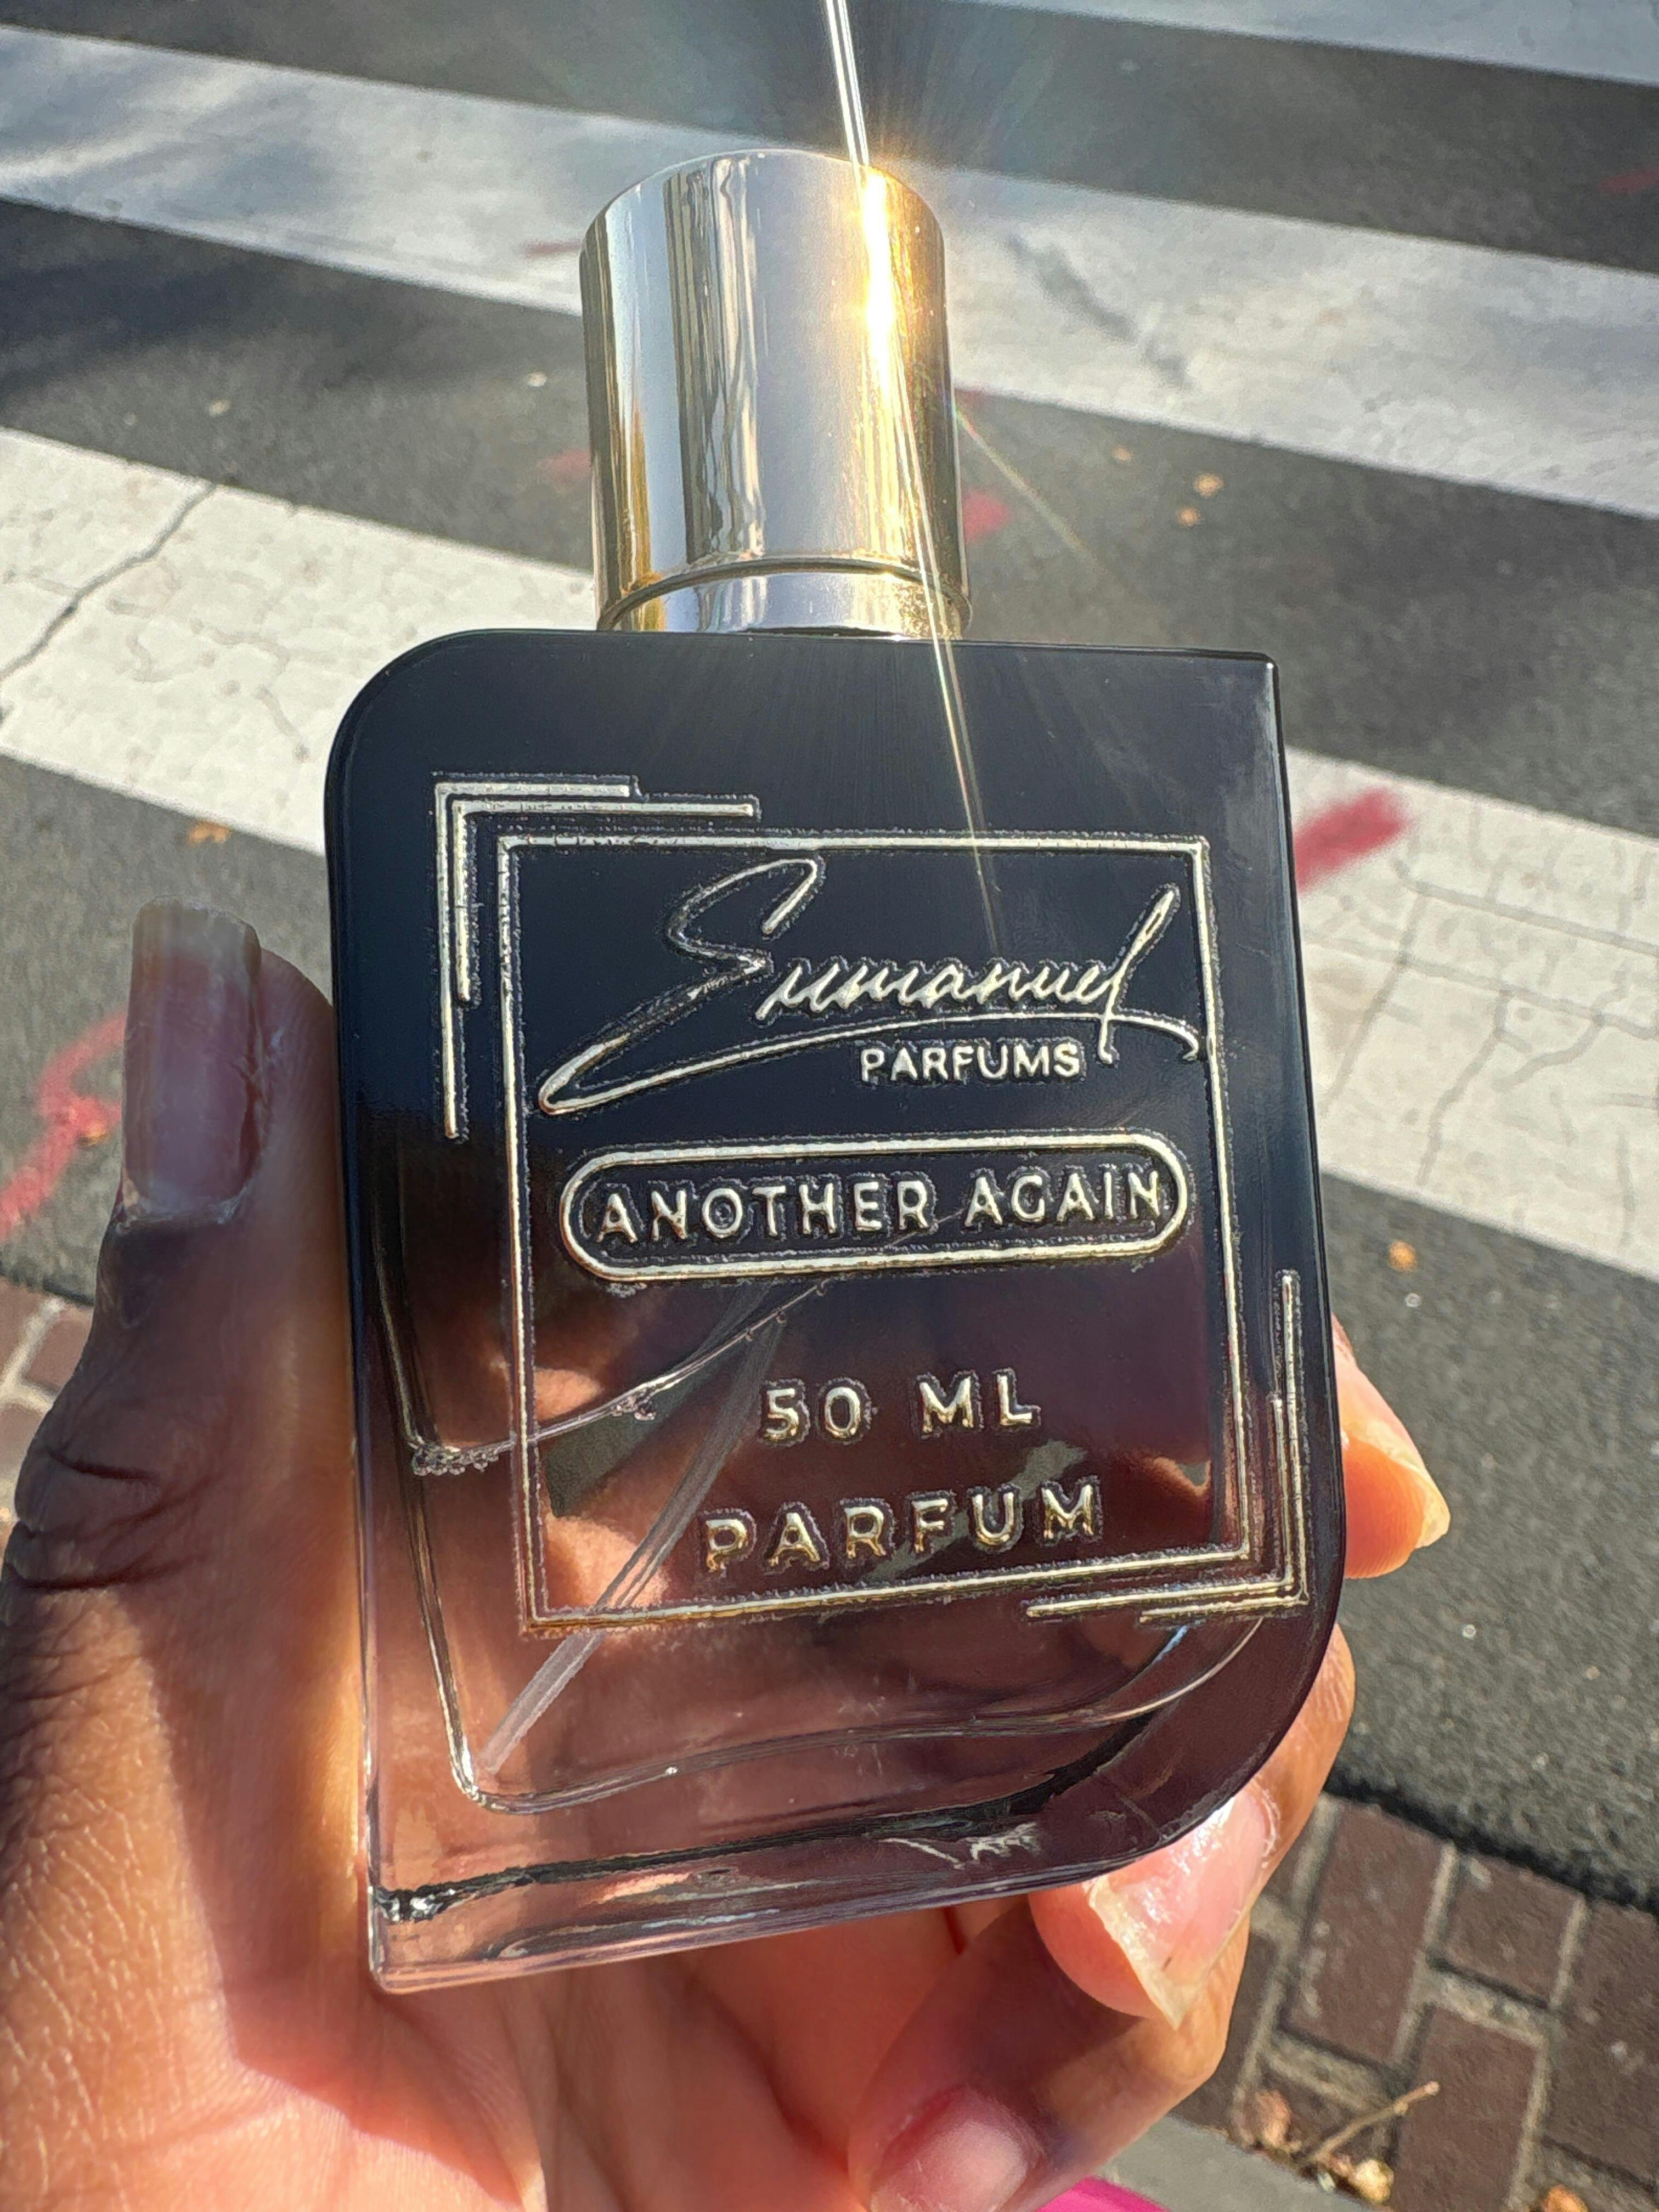 Emmanuel
PARFUMS
ANOTHER AGAIN
50 ML
PARFUM